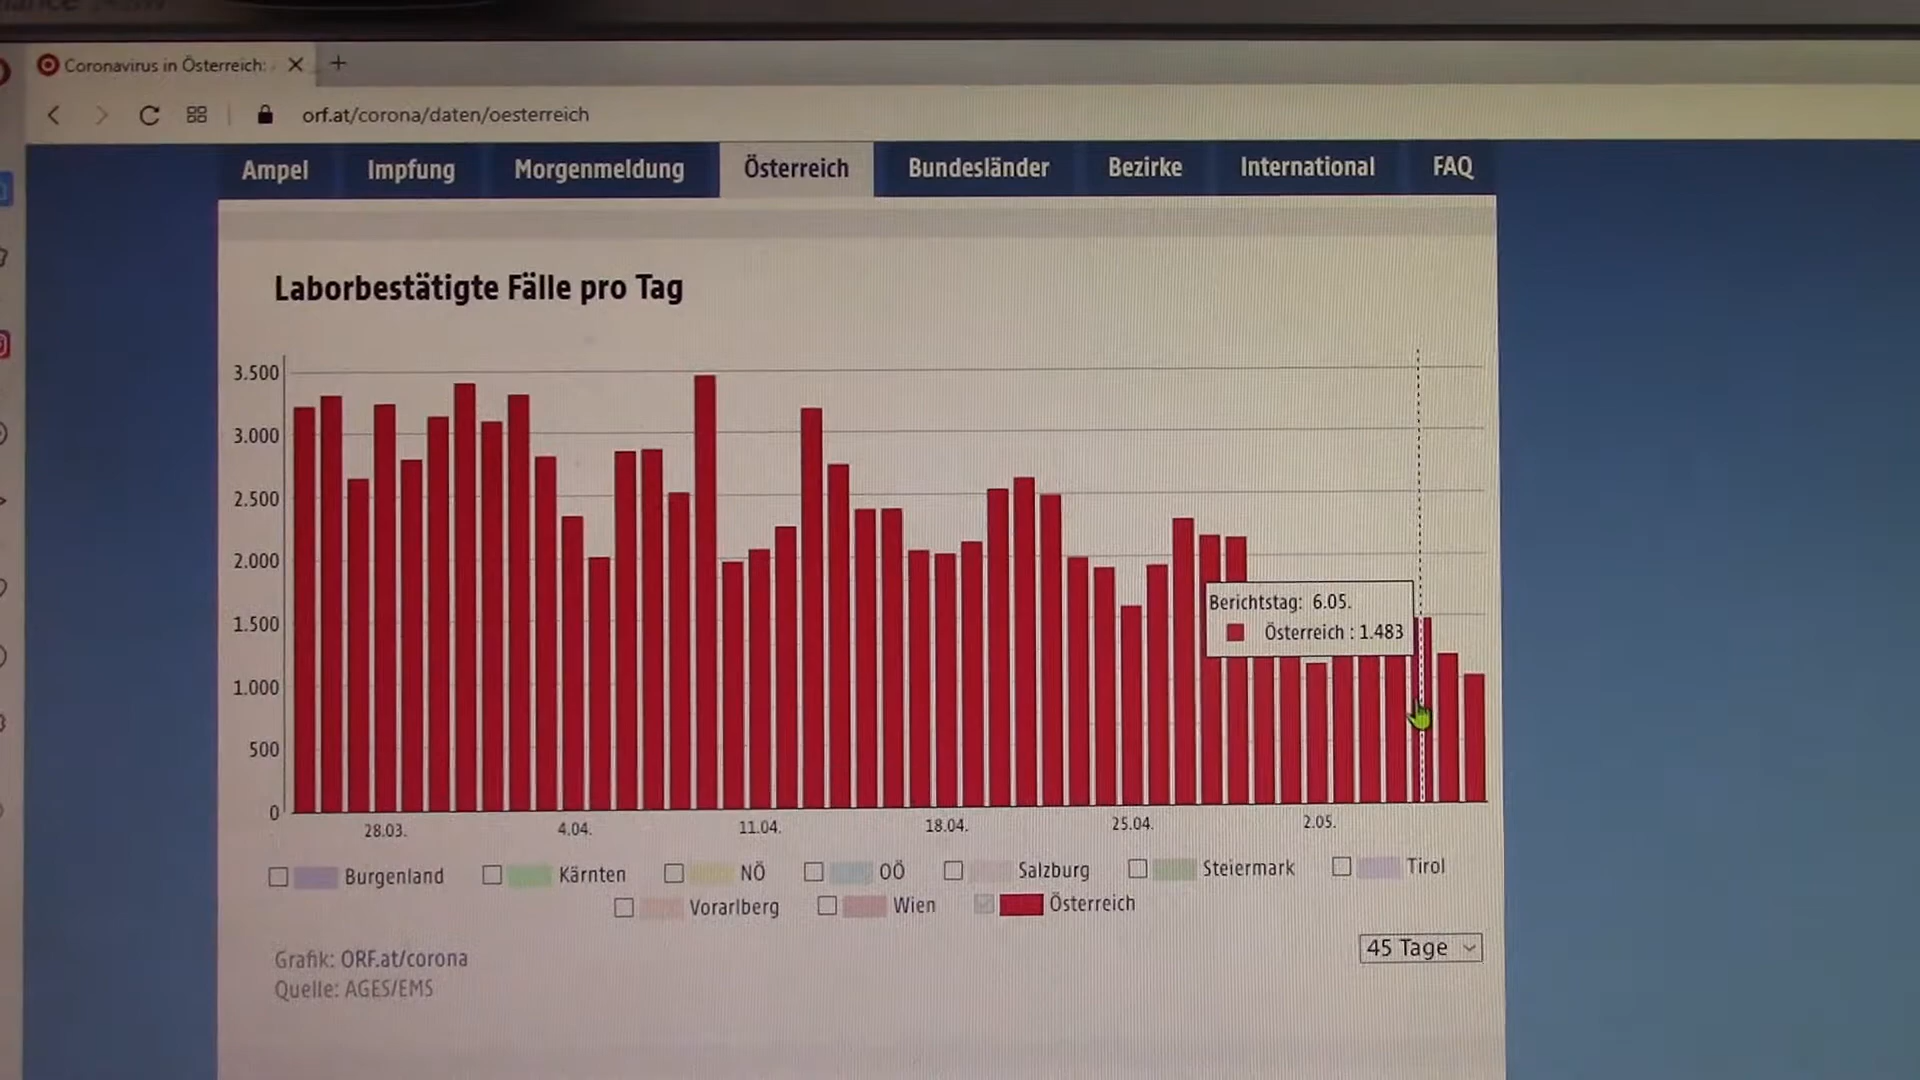 Coronavirus in Österreich:
orf.at/corona/daten/oesterreich
Ampel Impfung Morgenmeldung Österreich Bundesländer Bezirke International FAQ
Laborbestätigte Fälle pro Tag
3.500
3.000
2.500
2.000
1.500
1.000
500
0
Berichtstag: 6.05.
Österreich : 1.483
28.03. 4.04. 11.04. 18.04. 25.04. 2.05.
Burgenland Kärnten NÖ OÖ Salzburg Steiermark Tirol
Vorarlberg Wien Österreich
45 Tage
Grafik: ORF.at/corona
Quelle: AGES/EMS